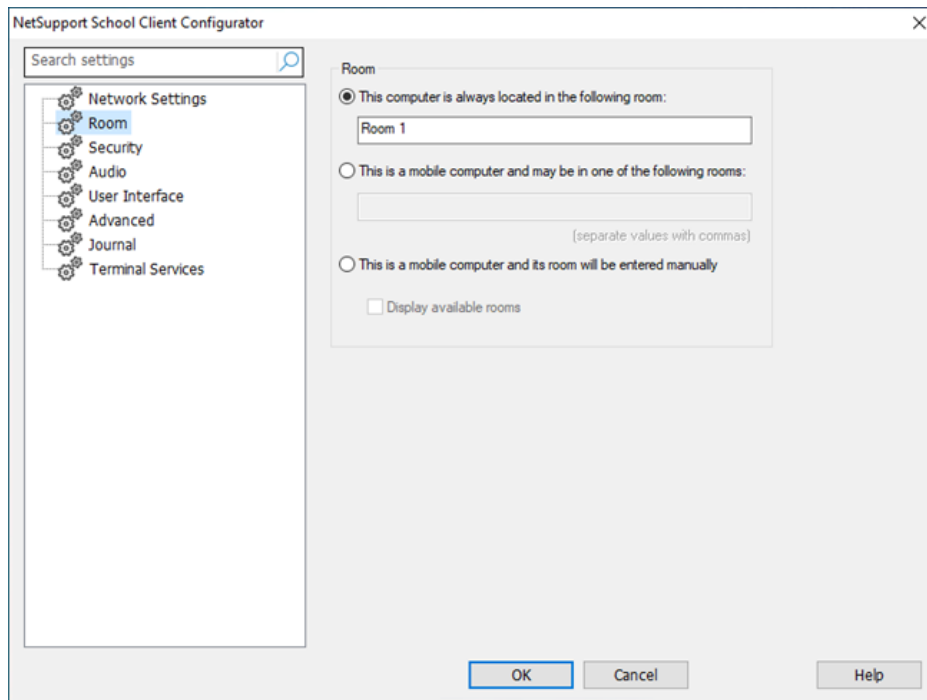 NetSupport School Client Configurator
Search settings
Network Settings
Room
Security
Audio
User Interface
Advanced
Journal
Terminal Services
Room
This computer is always located in the following room:
Room 1
This is a mobile computer and may be in one of the following rooms:
(separate values with commas)
This is a mobile computer and its room will be entered manually
Display available rooms
OK
Cancel
Help